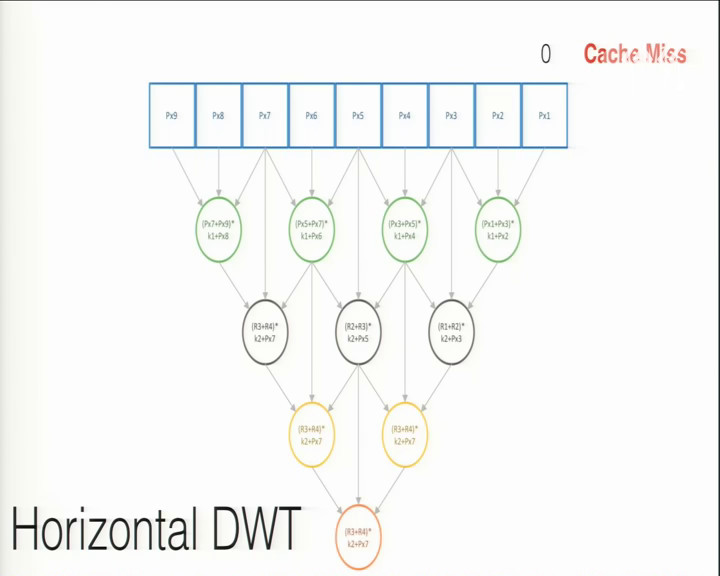 0 Cache Miss
Px9 Px8 Px7 Px6 Px5 Px4 Px3 Px2 Px1
(Px7+Px9)* (Px5+Px7)* (Px3+Px5)* (Px1+Px3)*
k1+Px8 k1+Px6 k1+Px4 k1+Px2
(R3+R4)* (R2+R3)* (R1+R2)*
k2+Px7 k2+Px5 k2+Px3
(R3+R4)* (R3+R4)*
k2+Px7 k2+Px7
(R3+R4)*
k2+Px7
Horizontal DWT